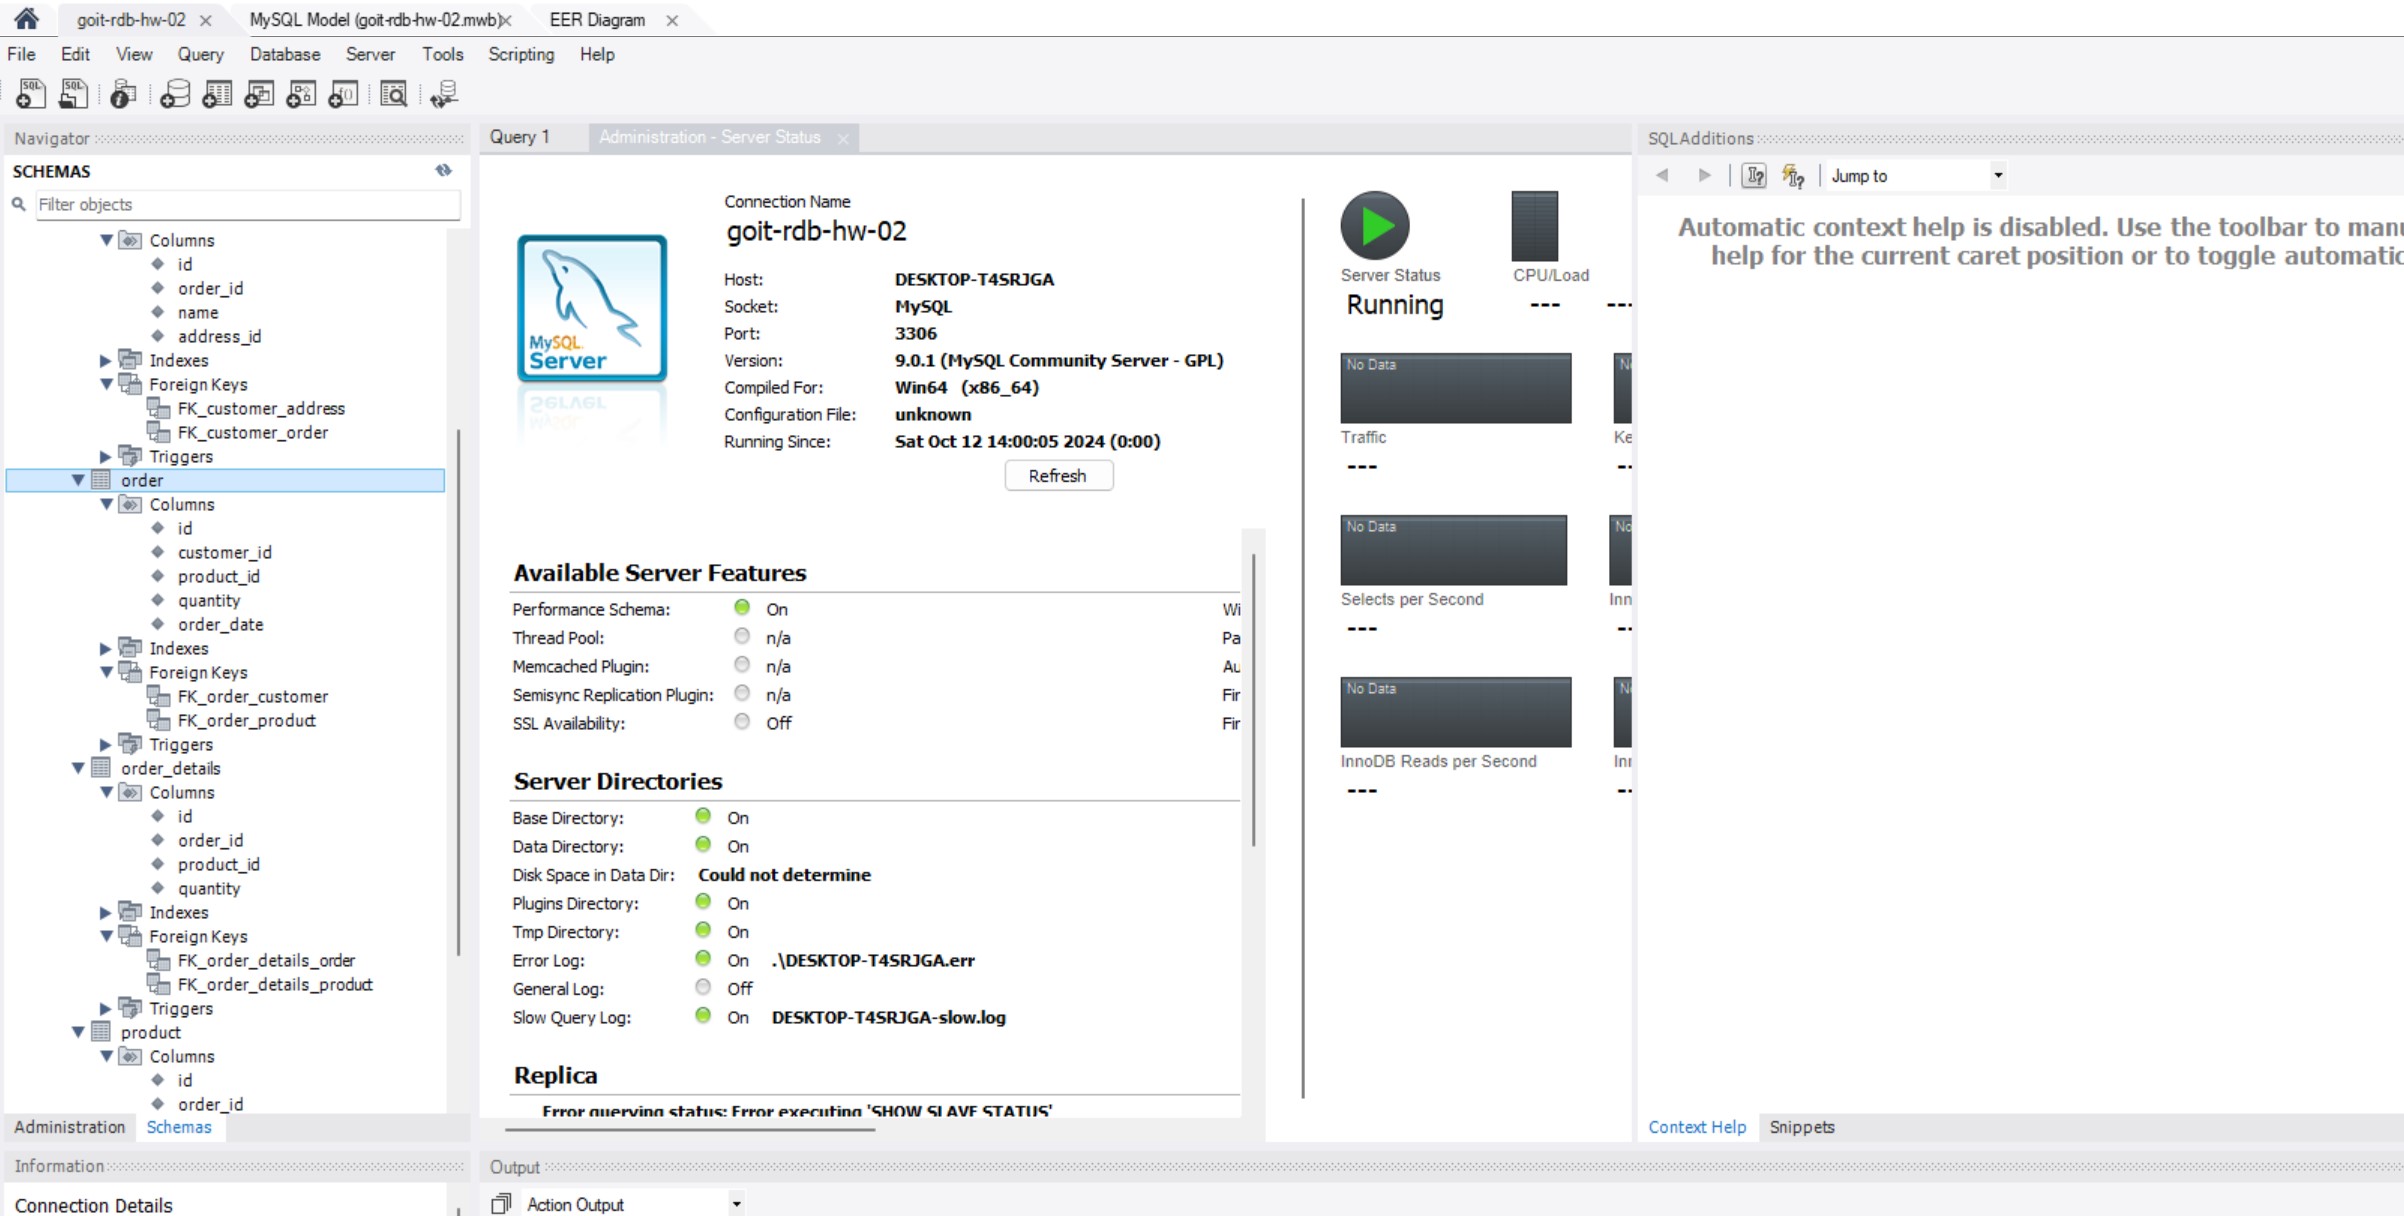 goit-rdb-hw-02
MySQL Model (goit-rdb-hw-02.mwb)
EER Diagram
File Edit View Query Database Server Tools Scripting Help
Navigator
SCHEMAS
Filter objects
Columns
id
order_id
name
address_id
Indexes
Foreign Keys
FK_customer_address
FK_customer_order
Triggers
order
Columns
id
customer_id
product_id
quantity
order_date
Indexes
Foreign Keys
FK_order_customer
FK_order_product
Triggers
order_details
Columns
id
order_id
product_id
quantity
Indexes
Foreign Keys
FK_order_details_order
FK_order_details_product
Triggers
product
Columns
id
order_id
Administration Schemas
Information
Connection Details
Query 1
Administration - Server Status
MySQL
Server
Connection Name
goit-rdb-hw-02
Host: DESKTOP-T4SRJGA
Socket: MySQL
Port: 3306
Version: 9.0.1 (MySQL Community Server - GPL)
Compiled For: Win64 (x86_64)
Configuration File: unknown
Running Since: Sat Oct 12 14:00:05 2024 (0:00)
Refresh
Available Server Features
Performance Schema: On
Wi
Thread Pool: n/a
Pa
Memcached Plugin: n/a
Au
Semisync Replication Plugin: n/a
Fir
SSL Availability: Off
Fir
Server Directories
Base Directory: On
Data Directory: On
Disk Space in Data Dir: Could not determine
Plugins Directory: On
Tmp Directory: On
Error Log: On .\DESKTOP-T4SRJGA.err
General Log: Off
Slow Query Log: On DESKTOP-T4SRJGA-slow.log
Replica
Error querying status: Error executing 'SHOW SLAVE STATUS'
Server Status
Running
CPU/Load
---
---
No Data
Traffic
---
Ke
--
No Data
No
Selects per Second
---
Inn
--
No Data
InnoDB Reads per Second
---
Inn
--
SQLAdditions
Jump to
Automatic context help is disabled. Use the toolbar to manu
help for the current caret position or to toggle automatic
Context Help Snippets
Output
Action Output